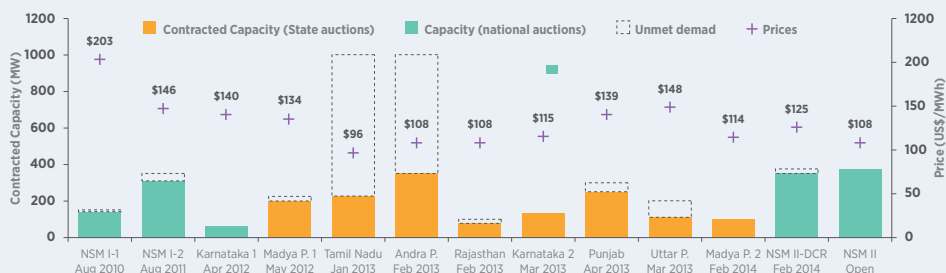 1200
1000
800
600
400
200
0
Contracted Capacity (MW)
Contracted Capacity (State auctions)
Capacity (national auctions)
Unmet demad
Prices
1200
200
150
100
50
0
Price (US$/MWh)
$203
$146
$140
$134
$96
$108
$108
$115
$139
$148
$114
$125
$108
NSM I-1
Aug 2010
NSM I-2
Aug 2011
Karnataka 1
Apr 2012
Madya P. 1
May 2012
Tamil Nadu
Jan 2013
Andra P.
Feb 2013
Rajasthan
Feb 2013
Karnataka 2
Mar 2013
Punjab
Apr 2013
Uttar P.
Mar 2013
Madya P. 2
Feb 2014
NSM II-DCR
Feb 2014
NSM II
Open